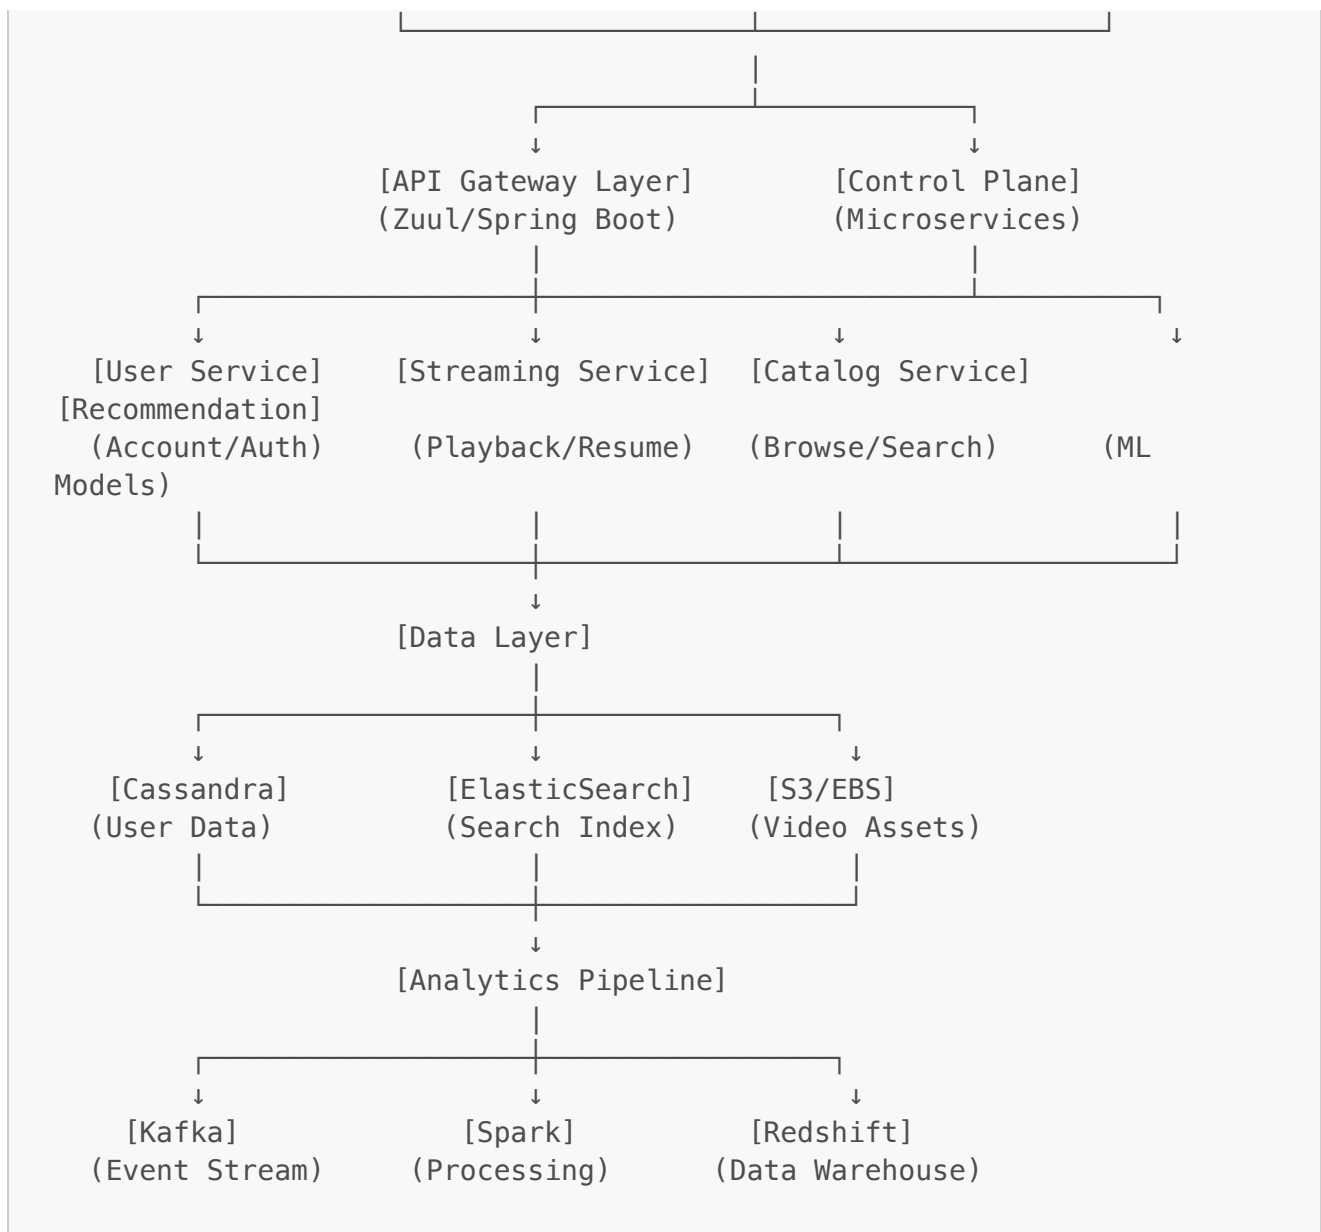 [API Gateway Layer] [Control Plane]
(Zuul/Spring Boot) (Microservices)
[User Service] [Streaming Service] [Catalog Service]
[Recommendation]
(Account/Auth) (Playback/Resume) (Browse/Search) (ML
Models)
[Data Layer]
[Cassandra] [ElasticSearch] [S3/EBS]
(User Data) (Search Index) (Video Assets)
[Analytics Pipeline]
[Kafka] [Spark] [Redshift]
(Event Stream) (Processing) (Data Warehouse)